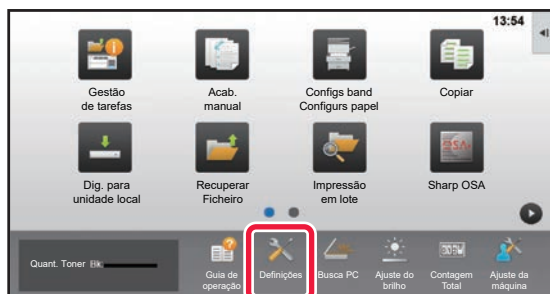 13:54
Gestão
de tarefas
Acab.
manual
Configs band
Configurs papel
Copiar
Dig. para
unidade local
Recuperar
Ficheiro
Impressão
em lote
Sharp OSA
Quant. Toner Bk
Guia de
operação
Definições
Busca PC
Ajuste do
brilho
Contagem
Total
Ajuste da
máquina